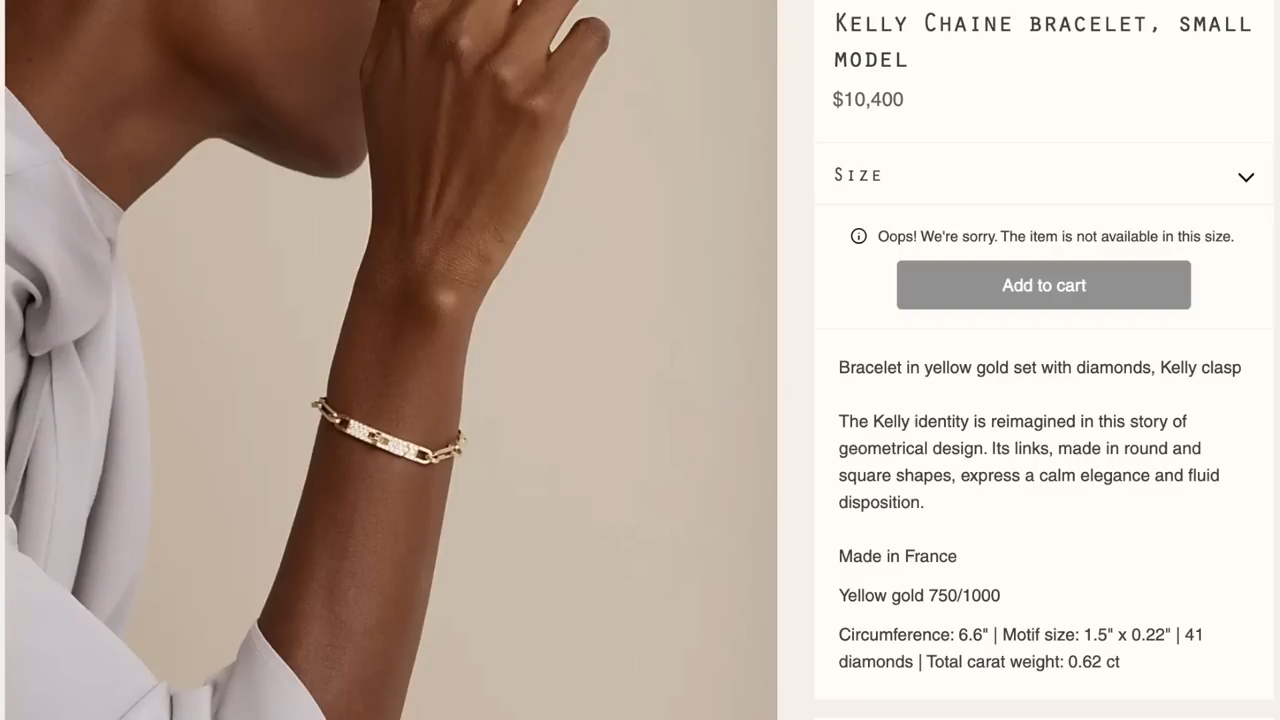 Kelly Chaine bracelet, small
model
$10,400
Size
Oops! We're sorry. The item is not available in this size.
Add to cart
Bracelet in yellow gold set with diamonds, Kelly clasp
The Kelly identity is reimagined in this story of
geometrical design. Its links, made in round and
square shapes, express a calm elegance and fluid
disposition.
Made in France
Yellow gold 750/1000
Circumference: 6.6" | Motif size: 1.5" x 0.22" | 41
diamonds | Total carat weight: 0.62 ct